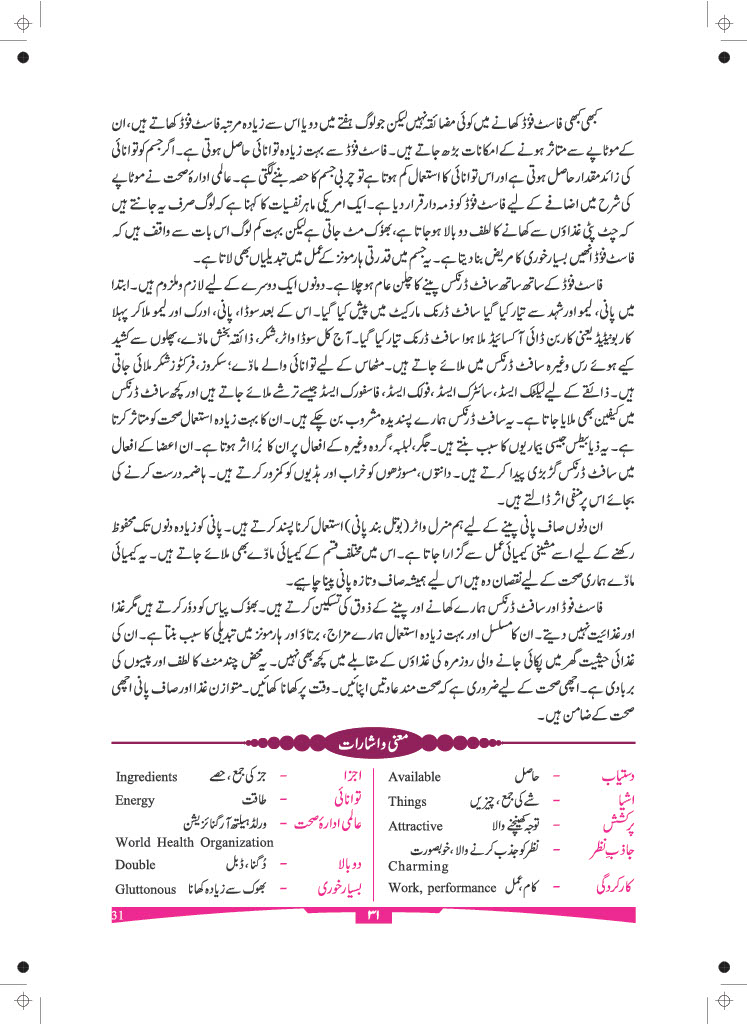 کبھی کبھی فاسٹ فوٗڈ کھانے میں کوئی مضائقہ نہیں لیکن جو لوگ ہفتے میں دو یا اس سے زیادہ مرتبہ فاسٹ فوٗڈ کھاتے ہیں، ان
کے موٹاپے سے متاثر ہونے کے امکانات بڑھ جاتے ہیں۔ فاسٹ فوٗڈ سے بہت زیادہ توانائی حاصل ہوتی ہے۔ اگر جسم کو توانائی
کی زائد مقدار حاصل ہوتی ہے اور اس توانائی کا استعمال کم ہوتا ہے تو چربی جسم کا حصہ بننے لگتی ہے۔ عالمی ادارۂ صحت نے موٹاپے
کی شرح میں اضافے کے لیے فاسٹ فوٗڈ کو ذمہ دار قرار دیا ہے۔ ایک امریکی ماہر نفسیات کا کہنا ہے کہ لوگ صرف یہ جانتے ہیں
کہ چٹ پٹی غذاؤں سے کھانے کا لطف دوبالا ہو جاتا ہے، بھوٗک مٹ جاتی ہے لیکن بہت کم لوگ اس بات سے واقف ہیں کہ
فاسٹ فوٗڈ انھیں بسیار خوری کا مریض بنا دیتا ہے۔ یہ جسم میں قدرتی ہارمونز کے عمل میں تبدیلیاں بھی لاتا ہے۔
فاسٹ فوٗڈ کے ساتھ ساتھ سافٹ ڈرنکس پینے کا چلن عام ہو چلا ہے۔ دونوں ایک دوسرے کے لیے لازم و ملزوم ہیں۔ ابتدا
میں پانی، لیمو اور شہد سے تیار کیا گیا سافٹ ڈرنک مارکیٹ میں پیش کیا گیا۔ اس کے بعد سوڈا، پانی، ادرک اور لیمو ملا کر پہلا
کاربونیٹیڈ یعنی کاربن ڈائی آکسائیڈ ملا ہوا سافٹ ڈرنک تیار کیا گیا۔ آج کل سوڈا واٹر، شکر، ذائقہ بخش مادّے، پھلوں سے کشید
کیے ہوئے رس وغیرہ سافٹ ڈرنکس میں ملائے جاتے ہیں۔ مٹھاس کے لیے توانائی والے مادّے؛ سکروز، فرکٹوز شکر ملائی جاتی
ہیں۔ ذائقے کے لیے لیکٹِک ایسڈ، سائٹرک ایسڈ، فولک ایسڈ، فاسفورک ایسڈ جیسے ترشے ملائے جاتے ہیں اور کچھ سافٹ ڈرنکس
میں کیفین بھی ملایا جاتا ہے۔ یہ سافٹ ڈرنکس ہمارے پسندیدہ مشروب بن چکے ہیں۔ ان کا بہت زیادہ استعمال صحت کو متاثر کرتا
ہے۔ یہ ذیابیطس جیسی بیماریوں کا سبب بنتے ہیں۔ جگر، لبلبہ، گردہ وغیرہ کے افعال پر ان کا بُرا اثر ہوتا ہے۔ ان اعضا کے افعال
میں سافٹ ڈرنکس گڑبڑی پیدا کرتے ہیں۔ دانتوں، مسوڑھوں کو خراب اور ہڈیوں کو کمزور کرتے ہیں۔ ہاضمہ درست کرنے کی
بجائے اس پر منفی اثر ڈالتے ہیں۔
ان دنوں صاف پانی پینے کے لیے ہم منرل واٹر (بوتل بند پانی) استعمال کرنا پسند کرتے ہیں۔ پانی کو زیادہ دنوں تک محفوظ
رکھنے کے لیے اسے مشینی کیمیائی عمل سے گزارا جاتا ہے۔ اس میں مختلف قسم کے کیمیائی مادّے بھی ملائے جاتے ہیں۔ یہ کیمیائی
مادّے ہماری صحت کے لیے نقصان دہ ہیں اس لیے ہمیشہ صاف و تازہ پانی پینا چاہیے۔
فاسٹ فوڈ اور سافٹ ڈرنکس ہمارے کھانے اور پینے کے ذوق کی تسکین کرتے ہیں۔ بھوٗک پیاس کو دوٗر کرتے ہیں مگر غذا
اور غذائیت نہیں دیتے۔ ان کا مسلسل اور بہت زیادہ استعمال ہمارے مزاج، برتاؤ اور ہارمونز میں تبدیلی کا سبب بنتا ہے۔ ان کی
غذائی حیثیت گھر میں پکائی جانے والی روزمرہ کی غذاؤں کے مقابلے میں کچھ بھی نہیں۔ یہ محض چند منٹ کا لطف اور پیسوں کی
بربادی ہے۔ اچھی صحت کے لیے ضروری ہے کہ صحت مند عادتیں اپنائیں۔ وقت پر کھانا کھائیں۔ متوازن غذا اور صاف پانی اچھی
صحت کے ضامن ہیں۔
معنی و اشارات
دستیاب - حاصل Available
اشیا - شے کی جمع، چیزیں Things
پرکشش - توجہ کھینچنے والا Attractive
جاذبِ نظر - نظر کو جذب کرنے والا، خوبصورت
Charming
کارکردگی - کام، عمل Work, performance
اجزا - جز کی جمع، حصے Ingredients
توانائی - طاقت Energy
عالمی ادارۂ صحت - ورلڈ ہیلتھ آرگنائزیشن
World Health Organization
دوبالا - دُگنا، ڈبل Double
بسیار خوری - بھوک سے زیادہ کھانا Gluttonous
31
۳۱